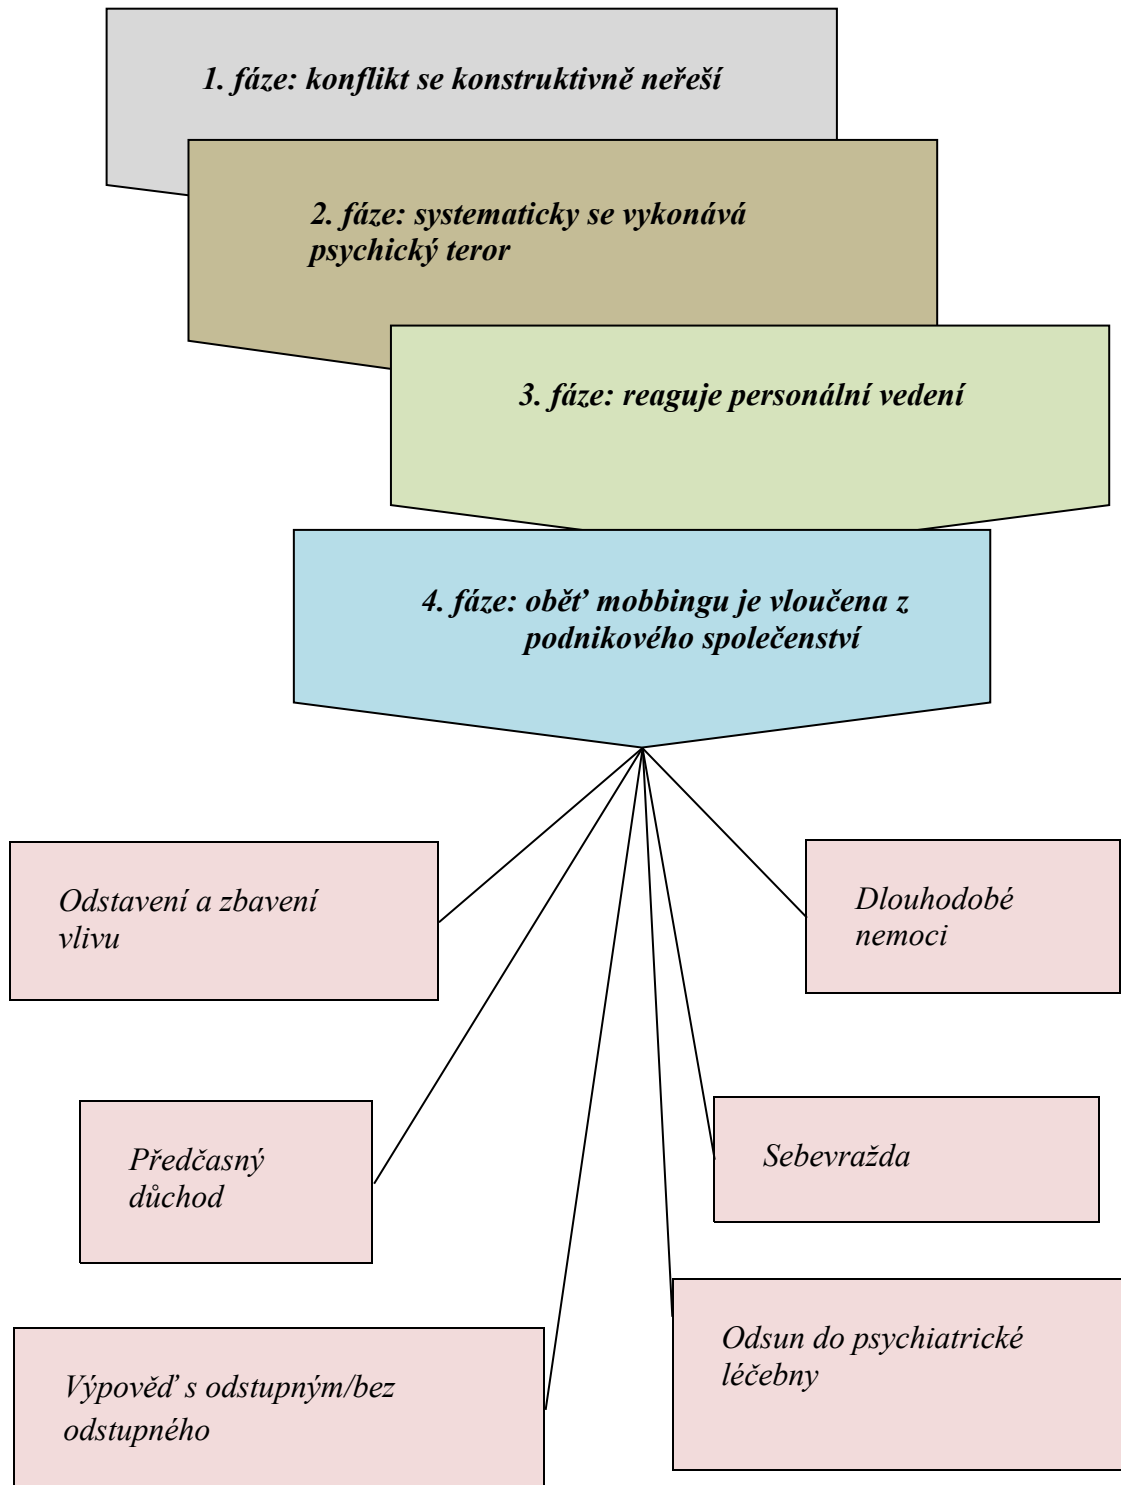 1. fáze: konflikt se konstruktivně neřeší
2. fáze: systematicky se vykonává
psychický teror
3. fáze: reaguje personální vedení
4. fáze: oběť mobbingu je vloučena z
podnikového společenství
Odstavení a zbavení
vlivu
Dlouhodobé
nemoci
Předčasný
důchod
Sebevražda
Výpověď s odstupným/bez
odstupného
Odsun do psychiatrické
léčebny